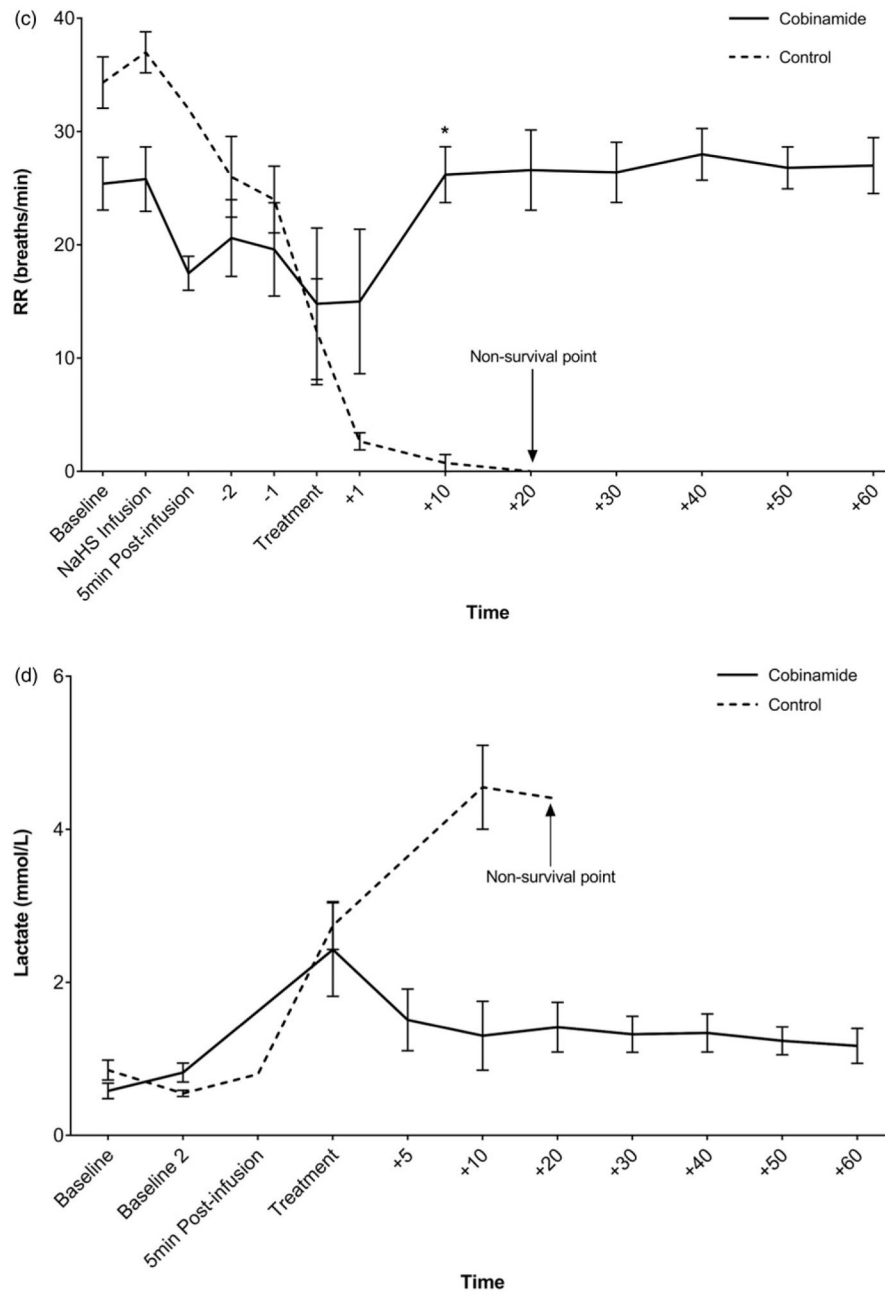 (c)
40
30
20
10
0
RR (breaths/min)
Cobinamide
Control
*
Non-survival point
Baseline
NaHS Infusion
5min Post-infusion
-2
-1
Treatment
+1
+10
+20
+30
+40
+50
+60
Time
(d)
6
4
2
0
Lactate (mmol/L)
Cobinamide
Control
Non-survival point
Baseline
Baseline 2
5min Post-infusion
Treatment
+5
+10
+20
+30
+40
+50
+60
Time